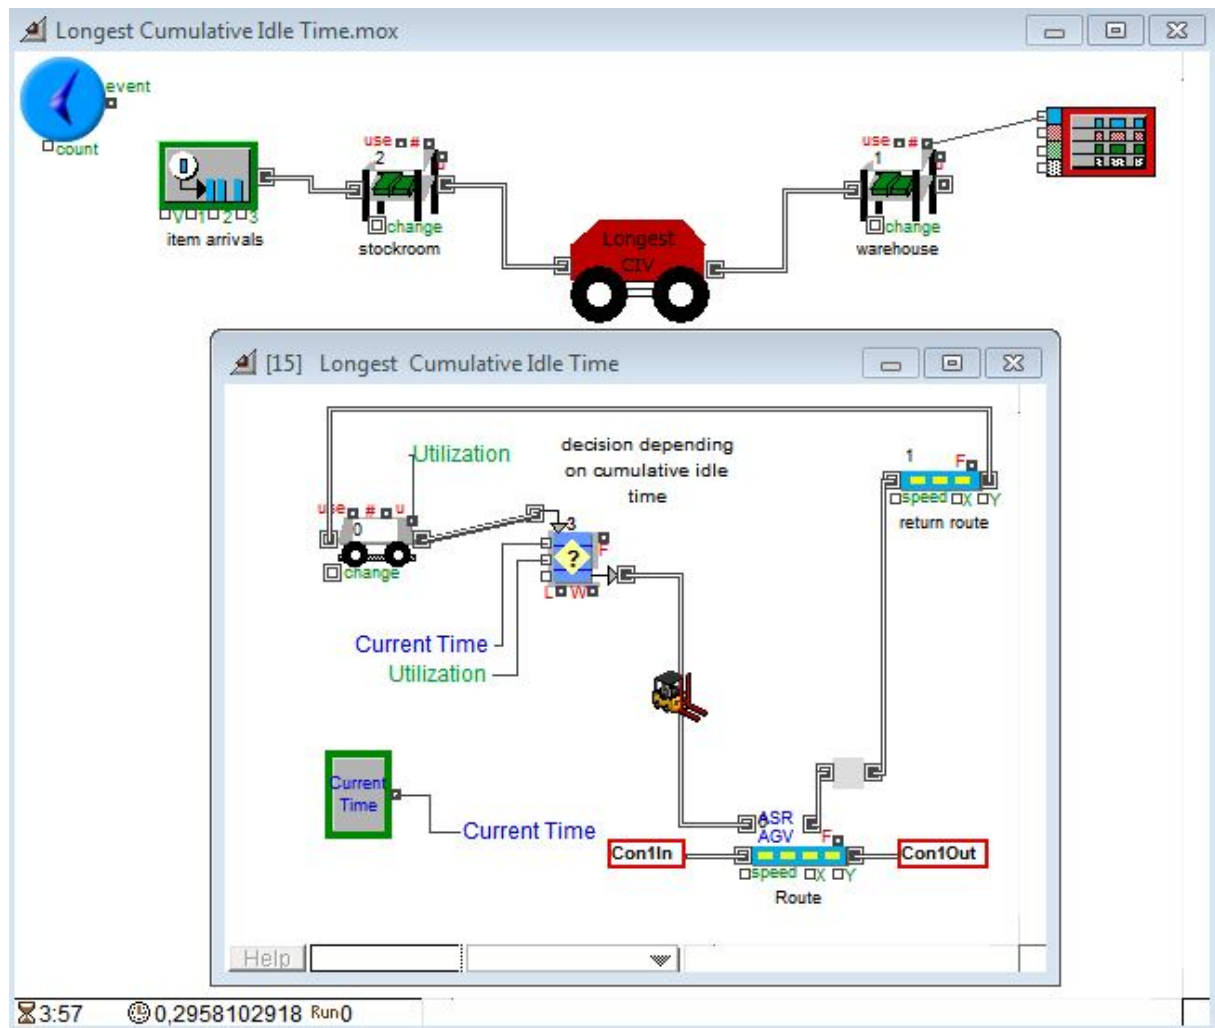 Longest Cumulative Idle Time.mox
event
count
use #
2
u
change
stockroom
V 1 2 3
item arrivals
Longest
CIV
use #
1
u
change
warehouse
[15] Longest Cumulative Idle Time
Utilization
decision depending
on cumulative idle
time
use # u
0
change
3
?
F
L W
1
F
speed X Y
return route
Current Time
Utilization
Current
Time
Current Time
ASR
AGV
F
Con1In
Con1Out
speed X Y
Route
Help
3:57 0,2958102918 Run0